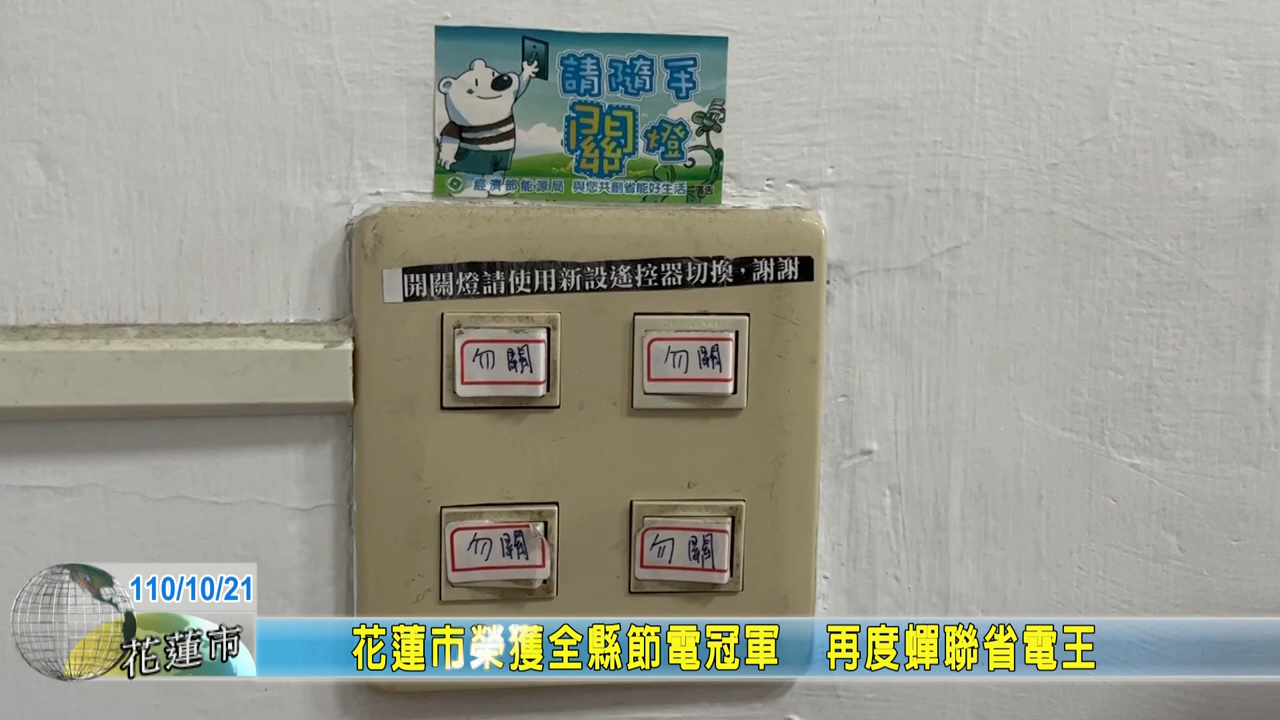 請隨手
關燈
經濟部能源局 與您共創省能好生活 廣告
開關燈請使用新設遙控器切換，謝謝
勿關 勿關
勿關 勿關
110/10/21
花蓮市
花蓮市榮獲全縣節電冠軍 再度蟬聯省電王